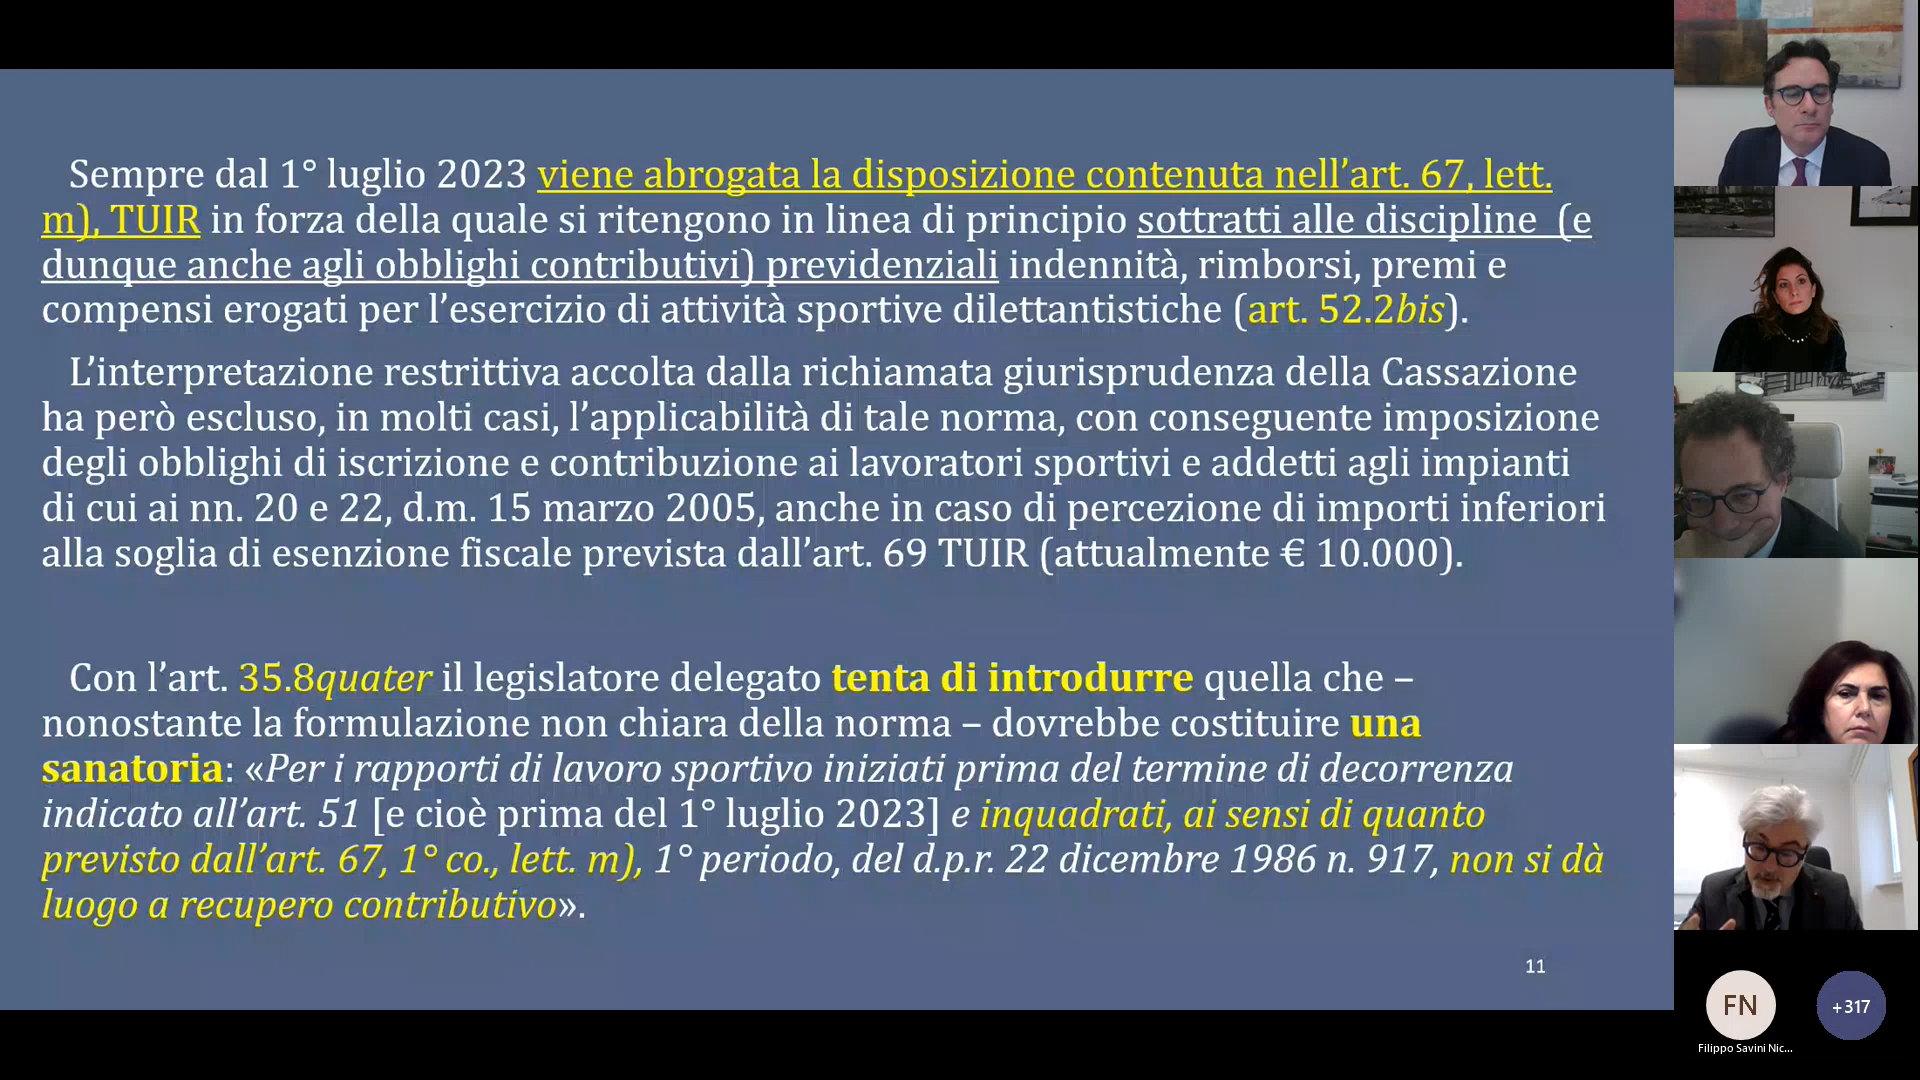 Sempre dal 1° luglio 2023 viene abrogata la disposizione contenuta nell’art. 67, lett.
m), TUIR in forza della quale si ritengono in linea di principio sottratti alle discipline (e
dunque anche agli obblighi contributivi) previdenziali indennità, rimborsi, premi e
compensi erogati per l’esercizio di attività sportive dilettantistiche (art. 52.2bis).
L’interpretazione restrittiva accolta dalla richiamata giurisprudenza della Cassazione
ha però escluso, in molti casi, l’applicabilità di tale norma, con conseguente imposizione
degli obblighi di iscrizione e contribuzione ai lavoratori sportivi e addetti agli impianti
di cui ai nn. 20 e 22, d.m. 15 marzo 2005, anche in caso di percezione di importi inferiori
alla soglia di esenzione fiscale prevista dall’art. 69 TUIR (attualmente € 10.000).
Con l’art. 35.8quater il legislatore delegato tenta di introdurre quella che –
nonostante la formulazione non chiara della norma – dovrebbe costituire una
sanatoria: «Per i rapporti di lavoro sportivo iniziati prima del termine di decorrenza
indicato all’art. 51 [e cioè prima del 1° luglio 2023] e inquadrati, ai sensi di quanto
previsto dall’art. 67, 1° co., lett. m), 1° periodo, del d.p.r. 22 dicembre 1986 n. 917, non si dà
luogo a recupero contributivo».
11
FN
+317
Filippo Savini Nic...